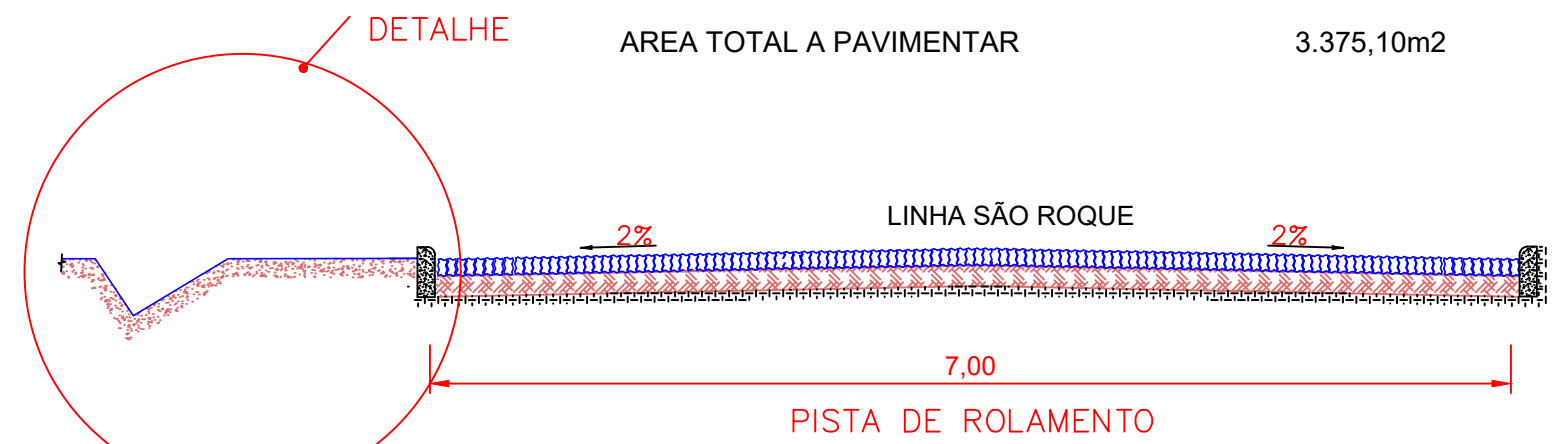 DETALHE
AREA TOTAL A PAVIMENTAR 3.375,10m2
LINHA SÃO ROQUE
2% 2%
7,00
PISTA DE ROLAMENTO